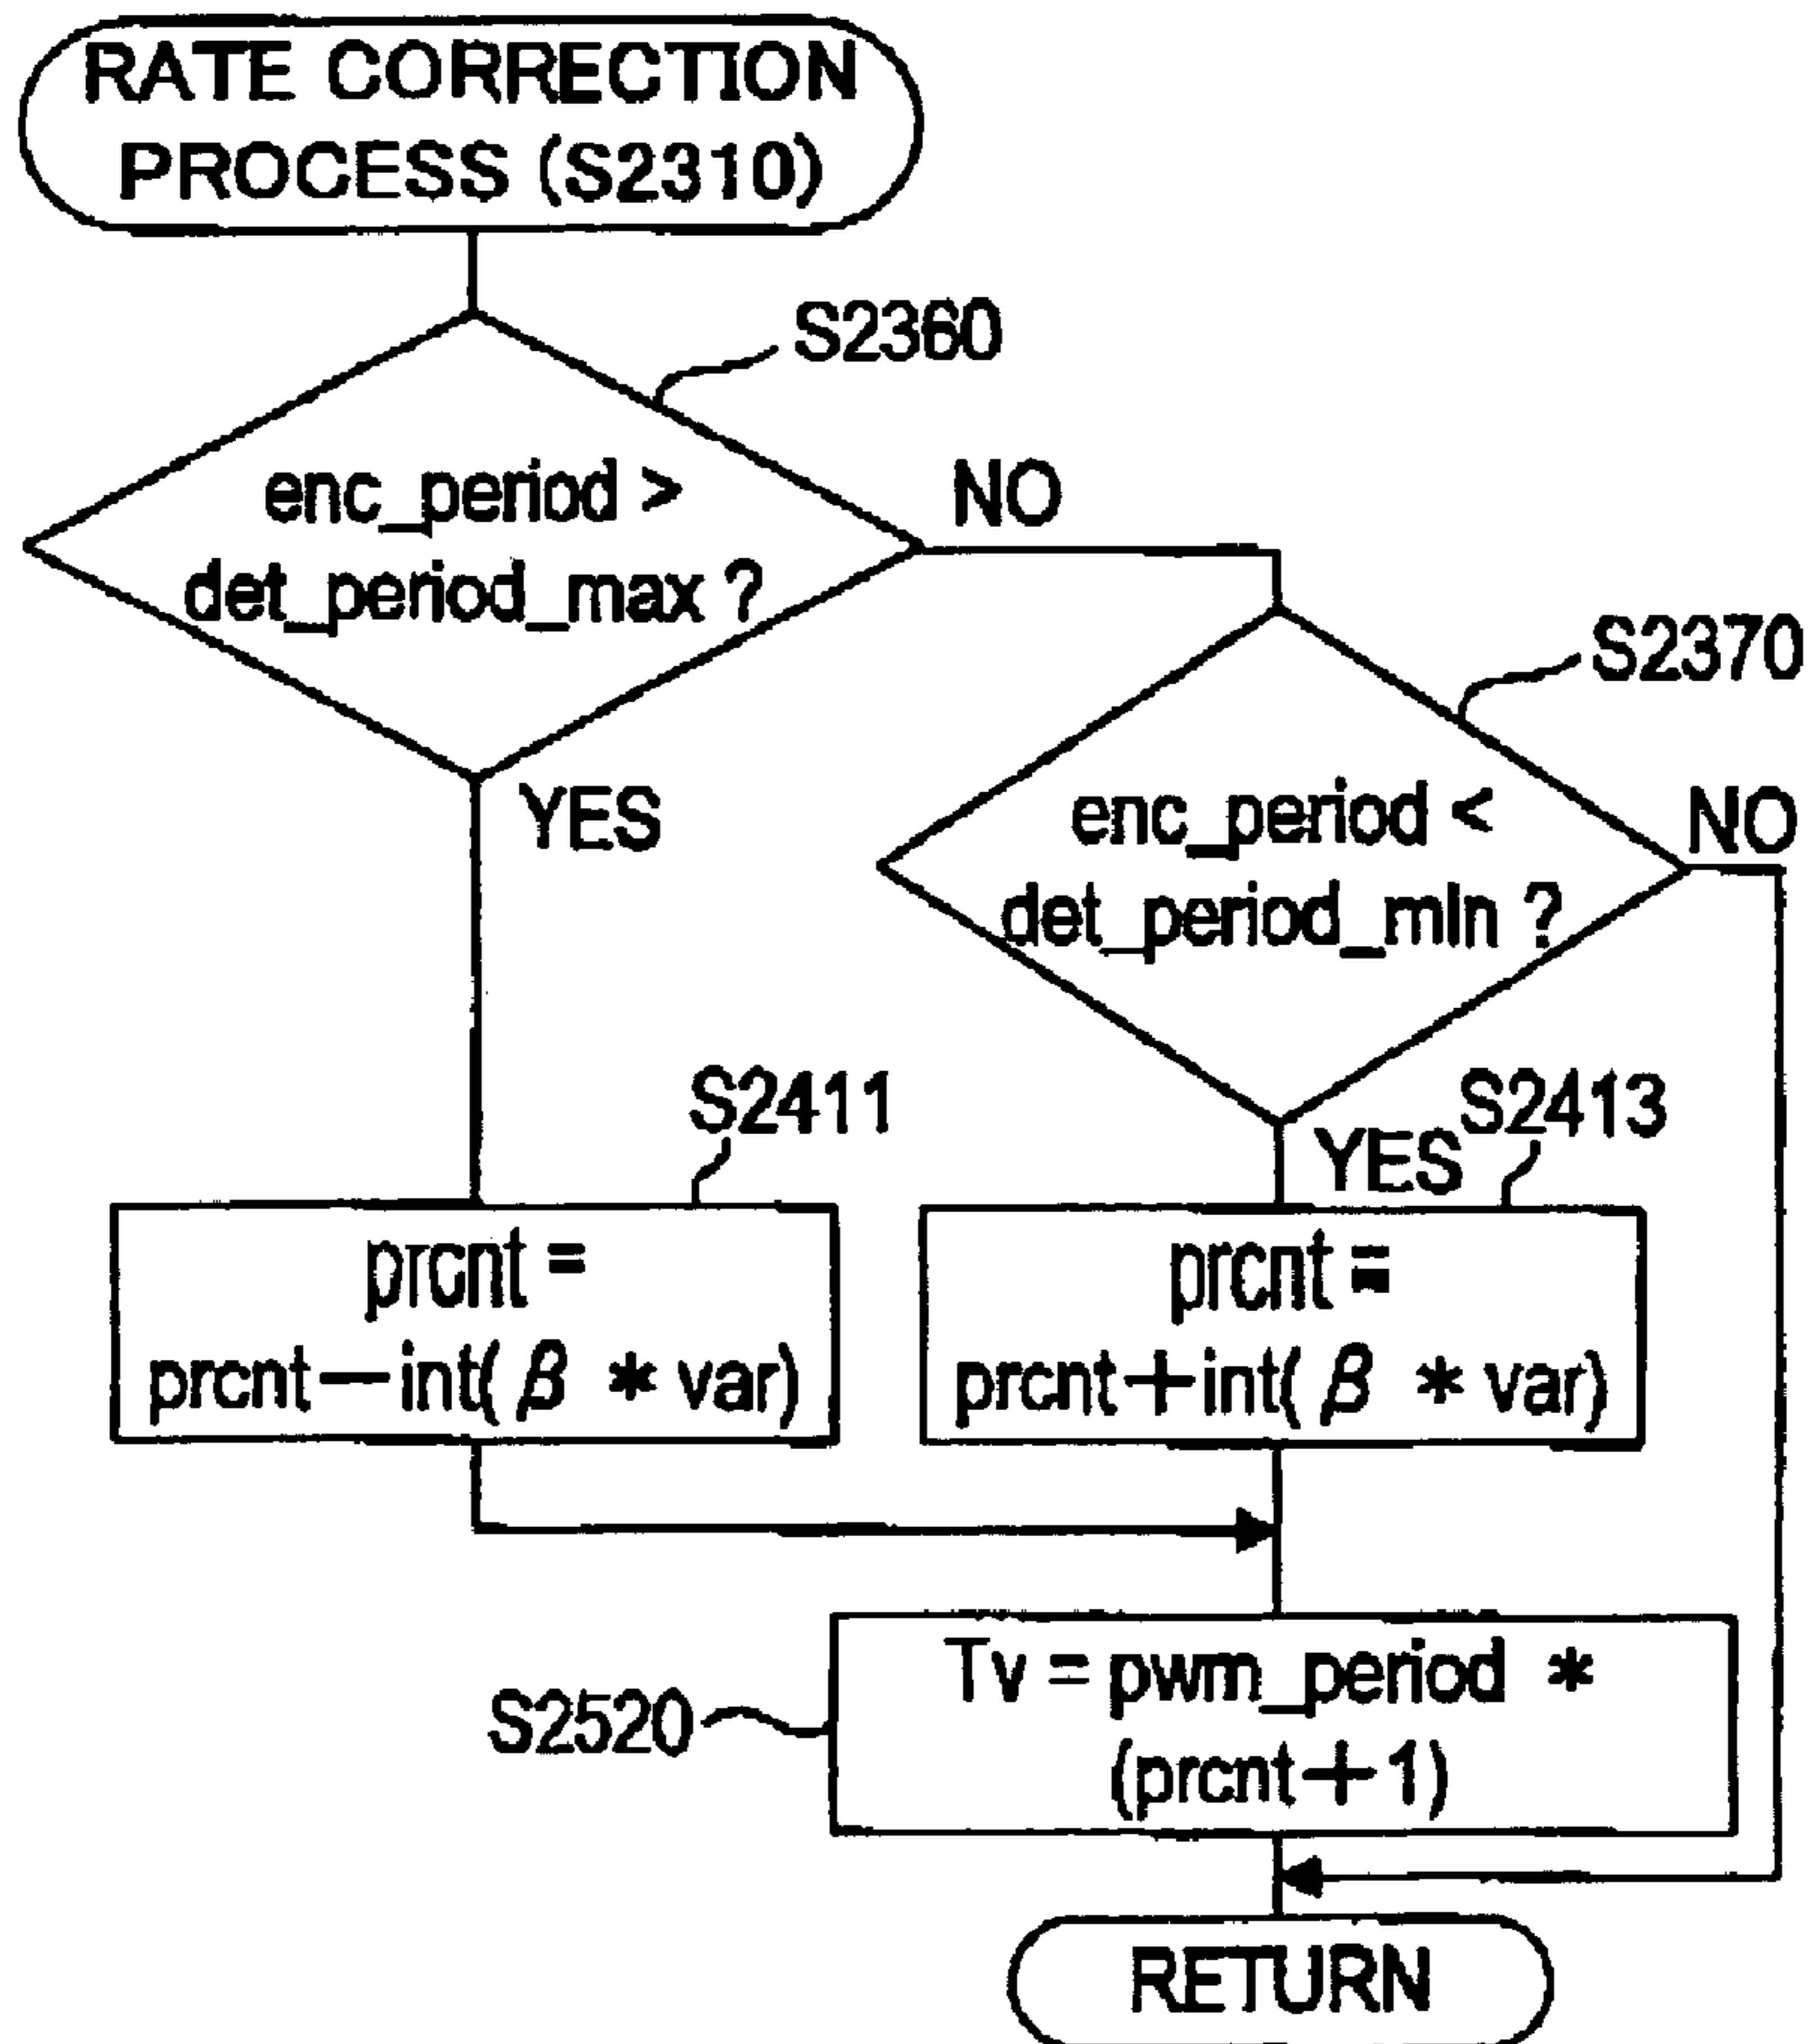 RATE CORRECTION
PROCESS (S2310)
S2360
enc_period >
det_period_max ?
NO
YES
S2370
enc_period <
det_period_min ?
NO
YES
S2411
prcnt =
prcnt－int( β * var)
S2413
prcnt =
prcnt＋int( β * var)
S2520
Tv = pwm_period *
(prcnt＋1)
RETURN